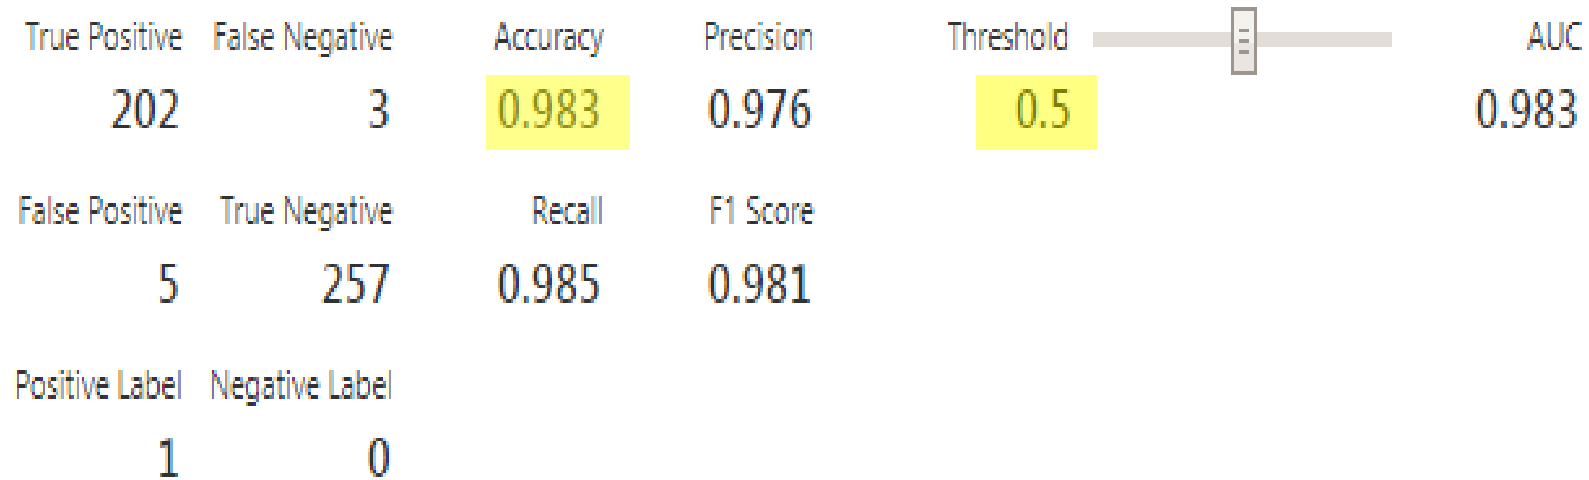 True Positive False Negative Accuracy Precision Threshold AUC
202 3 0.983 0.976 0.5 0.983
False Positive True Negative Recall F1 Score
5 257 0.985 0.981
Positive Label Negative Label
1 0